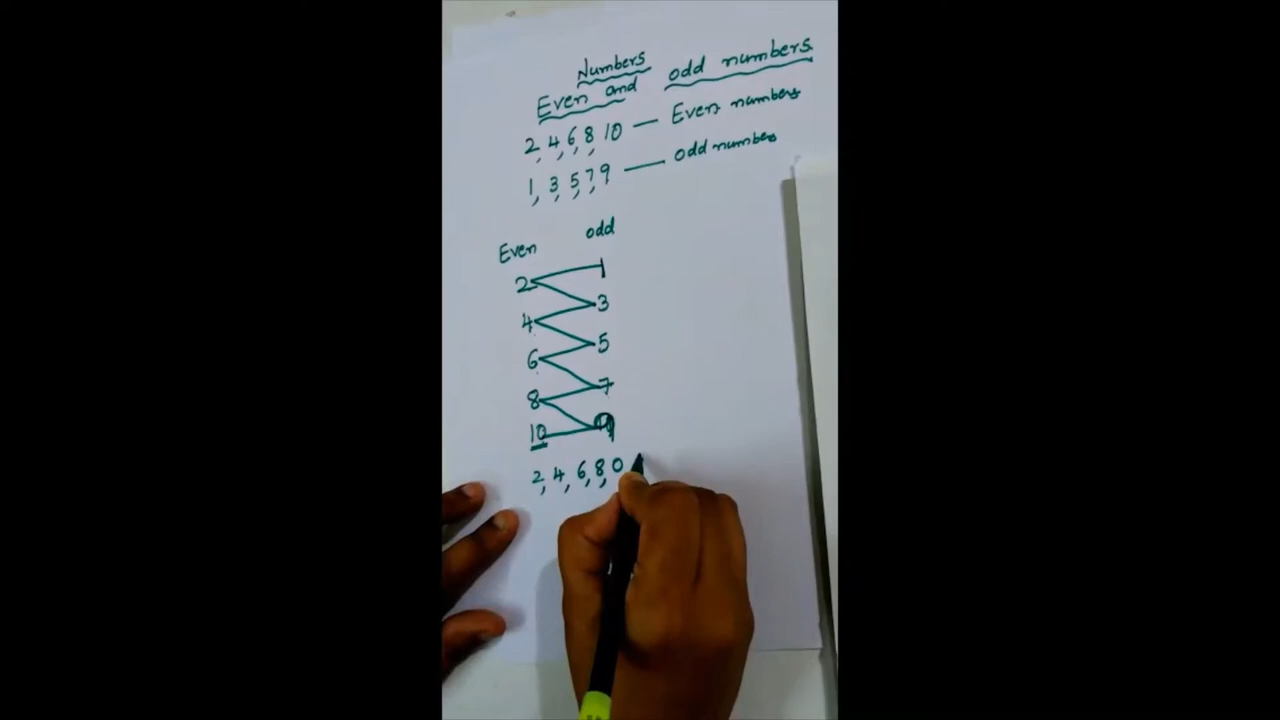 Numbers
Even and odd numbers
2, 4, 6, 8, 10 — Even numbers
1, 3, 5, 7, 9 — odd numbers
Even odd
2 1
4 3
6 5
8 7
10 9
2, 4, 6, 8, 0